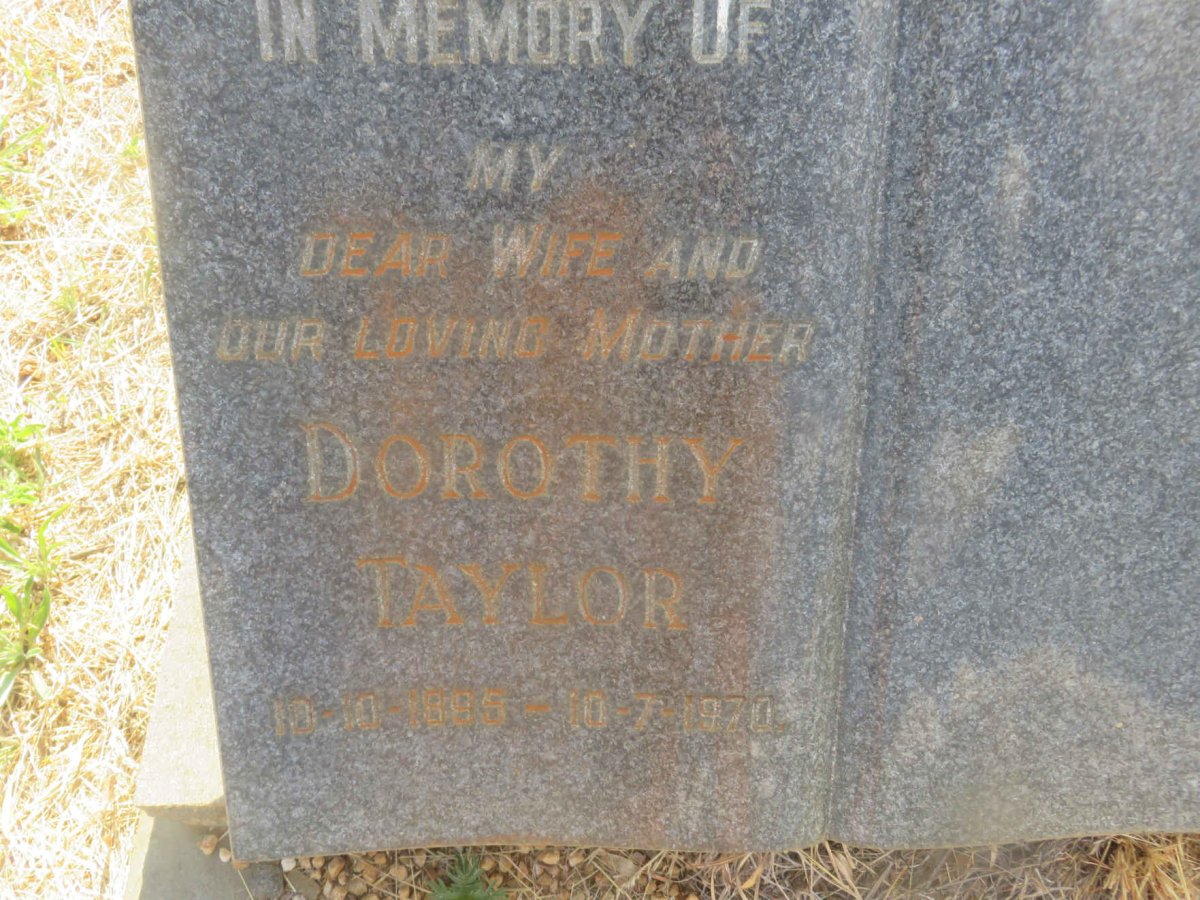 IN MEMORY OF
MY
DEAR WIFE AND
OUR LOVING MOTHER
DOROTHY
TAYLOR
10-10-1895 - 10-7-1970.